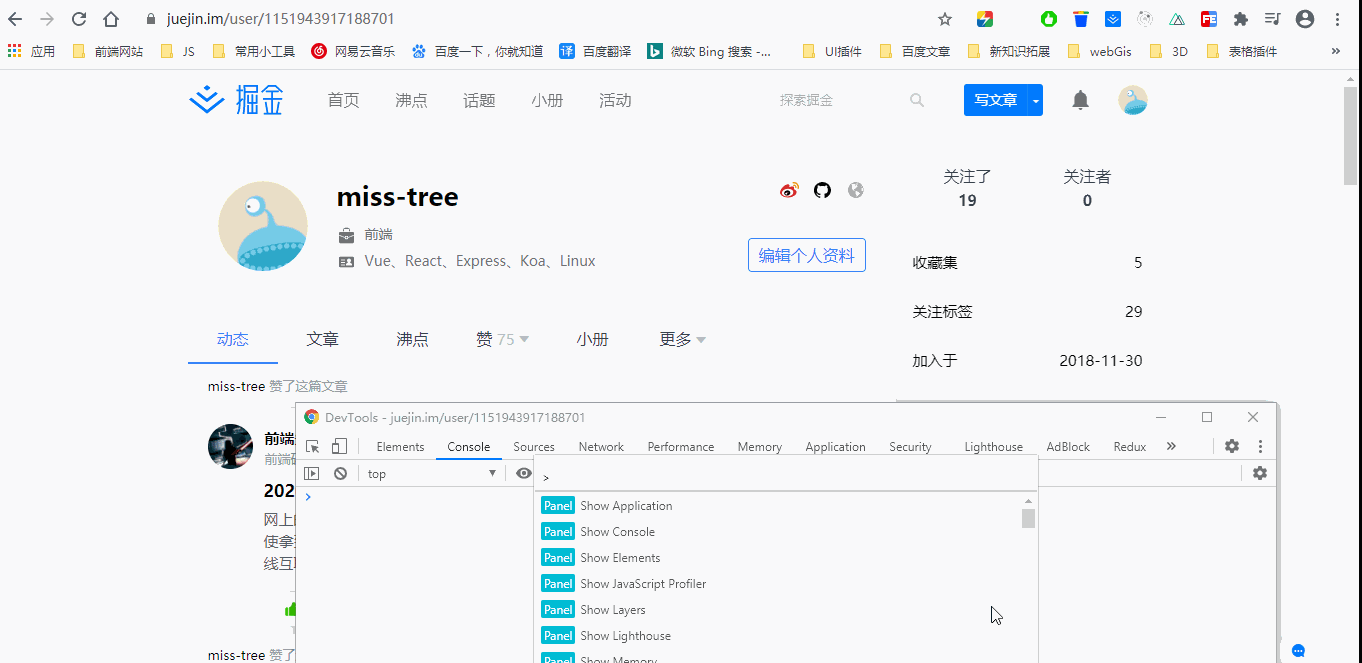 juejin.im/user/1151943917188701
应用 前端网站 JS 常用小工具 网易云音乐 百度一下，你就知道 译 百度翻译 微软 Bing 搜索 -... UI插件 百度文章 新知识拓展 webGis 3D 表格插件 »
掘金 首页 沸点 话题 小册 活动 探索掘金 写文章
miss-tree
前端
Vue、React、Express、Koa、Linux
编辑个人资料
关注了 关注者
19 0
收藏集 5
关注标签 29
加入于 2018-11-30
动态 文章 沸点 赞 75 小册 更多
miss-tree 赞了这篇文章
DevTools - juejin.im/user/1151943917188701
Elements Console Sources Network Performance Memory Application Security Lighthouse AdBlock Redux »
top
>
Panel Show Application
Panel Show Console
Panel Show Elements
Panel Show JavaScript Profiler
Panel Show Layers
Panel Show Lighthouse
Panel Show Memory
前端
前端
202
网上
使拿
线互
miss-tree 赞了